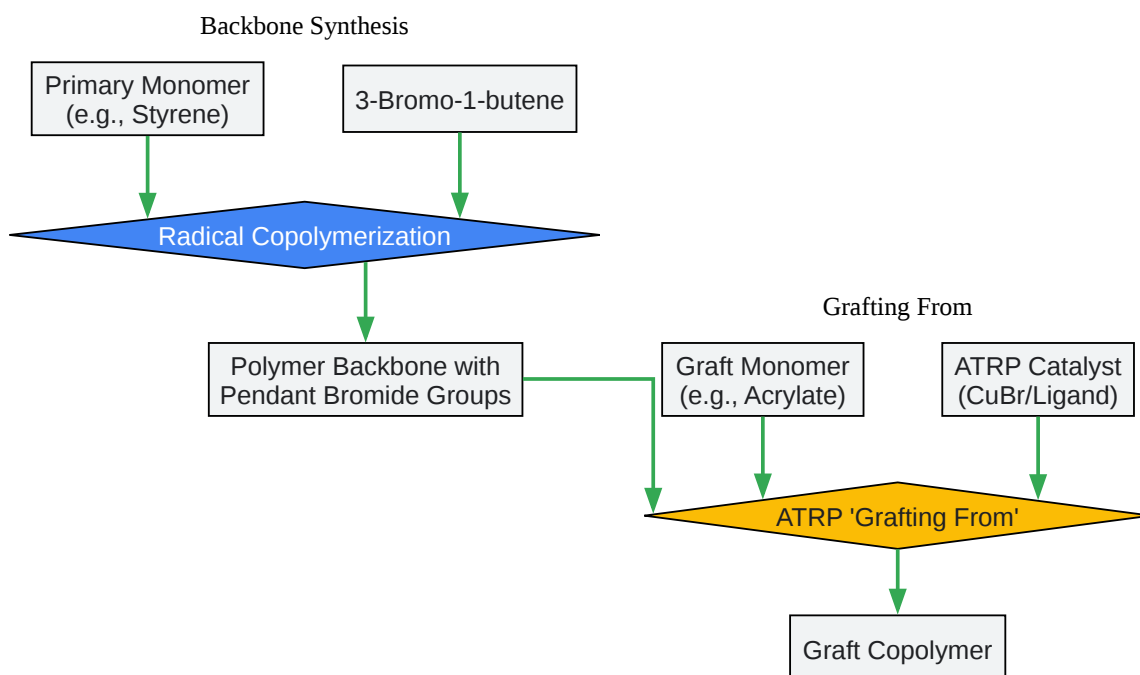 Backbone Synthesis
Primary Monomer
(e.g., Styrene)
3-Bromo-1-butene
Radical Copolymerization
Grafting From
Polymer Backbone with
Pendant Bromide Groups
Graft Monomer
(e.g., Acrylate)
ATRP Catalyst
(CuBr/Ligand)
ATRP 'Grafting From'
Graft Copolymer